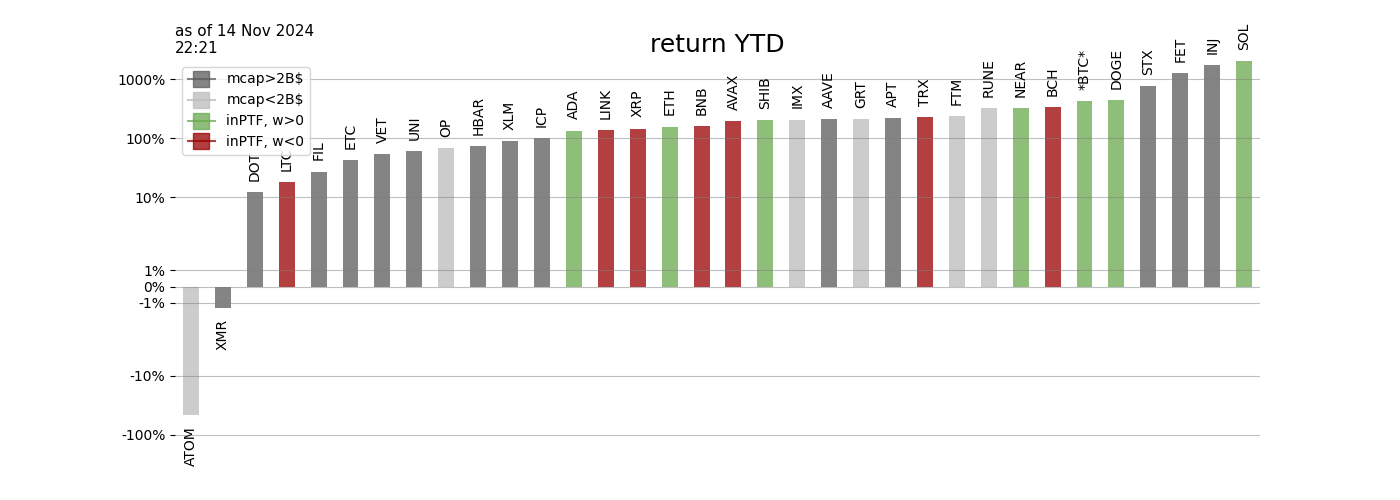 as of 14 Nov 2024
22:21
return YTD
mcap>2B$
mcap<2B$
inPTF, w>0
inPTF, w<0
1000%
100%
10%
1%
0%
-1%
-10%
-100%
ATOM
XMR
DOT
LTC
FIL
ETC
VET
UNI
OP
HBAR
XLM
ICP
ADA
LINK
XRP
ETH
BNB
AVAX
SHIB
IMX
AAVE
GRT
APT
TRX
FTM
RUNE
NEAR
BCH
*BTC*
DOGE
STX
FET
INJ
SOL